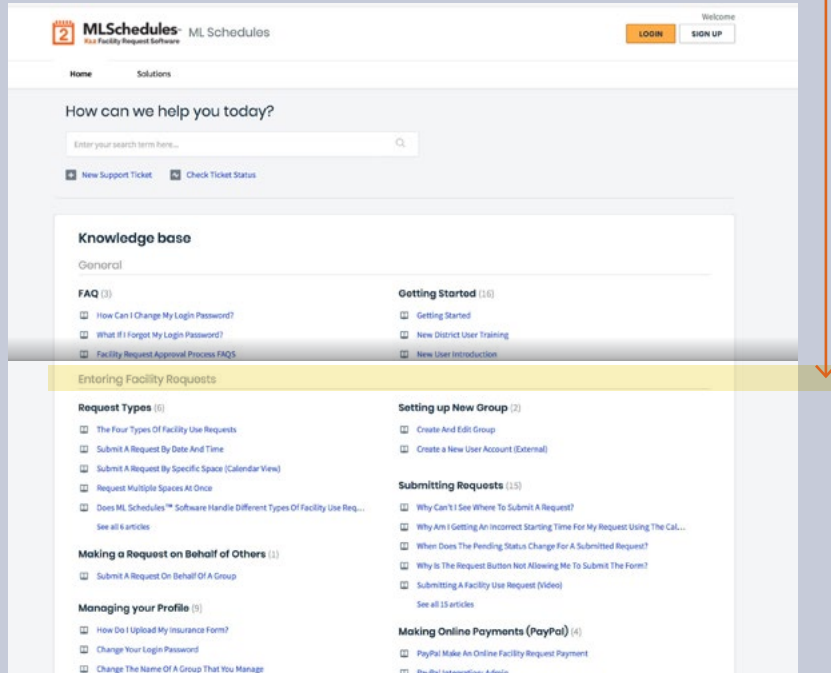 Welcome
2 MLSchedules™ ML Schedules
K12 Facility Request Software
LOGIN SIGN UP
Home Solutions
How can we help you today?
Enter your search term here...
New Support Ticket Check Ticket Status
Knowledge base
General
FAQ (3)
How Can I Change My Login Password?
What If I Forgot My Login Password?
Facility Request Approval Process FAQS
Getting Started (16)
Getting Started
New District User Training
New User Introduction
Entering Facility Requests
Request Types (6)
The Four Types Of Facility Use Requests
Submit A Request By Date And Time
Submit A Request By Specific Space (Calendar View)
Request Multiple Spaces At Once
Does ML Schedules™ Software Handle Different Types Of Facility Use Req...
See all 6 articles
Making a Request on Behalf of Others (1)
Submit A Request On Behalf Of A Group
Managing your Profile (9)
How Do I Upload My Insurance Form?
Change Your Login Password
Change The Name Of A Group That You Manage
Setting up New Group (2)
Create And Edit Group
Create a New User Account (External)
Submitting Requests (15)
Why Can't I See Where To Submit A Request?
Why Am I Getting An Incorrect Starting Time For My Request Using The Cal...
When Does The Pending Status Change For A Submitted Request?
Why Is The Request Button Not Allowing Me To Submit The Form?
Submitting A Facility Use Request (Video)
See all 15 articles
Making Online Payments (PayPal) (4)
PayPal Make An Online Facility Request Payment
PayPal Integration: Admin